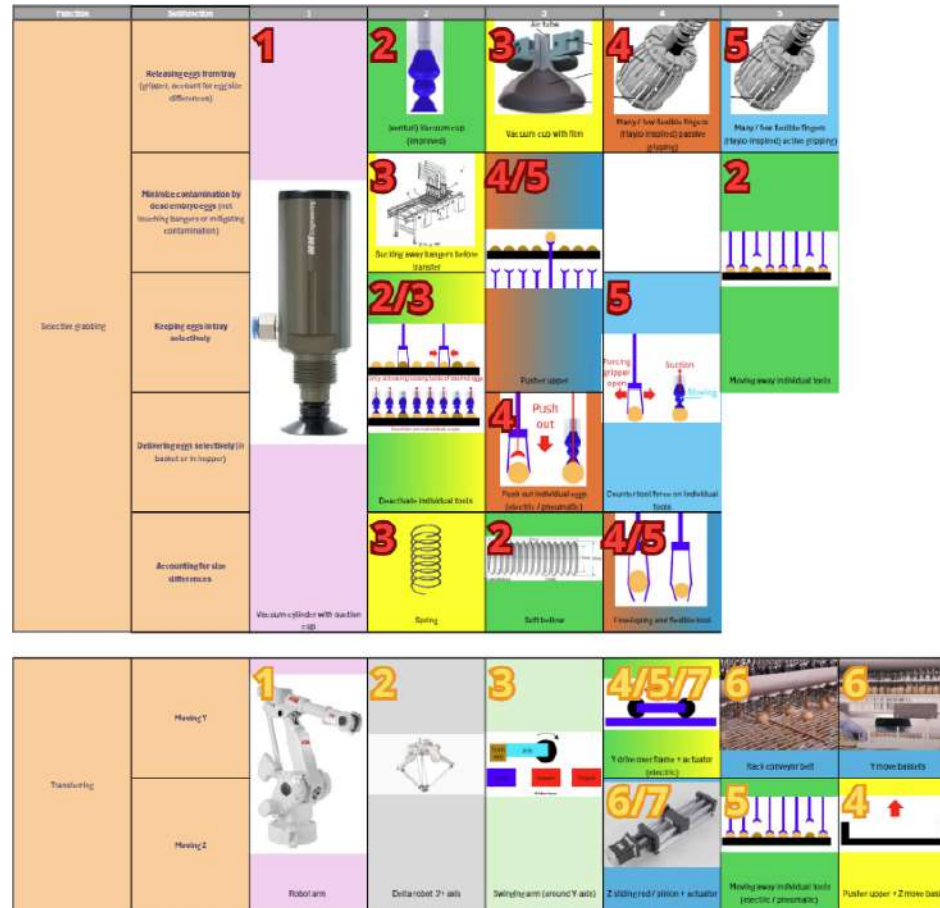 Function
Subfunction
1
2
3
4
5
Selective grabbing
Releasing eggs from tray
(gripper, account for egg size
differences)
1
2
(venturi) Vacuum cup
(improved)
3
Air tube
Vacuum cup with film
4
Many / few flexible fingers
(Haylo-inspired) passive
gripping)
5
Many / few flexible fingers
(Haylo-inspired) active gripping)
Minimize contamination by
dead embryo eggs (not
touching bangers or mitigating
contamination)
3
Sucking away bangers before
transfer
4/5
Pusher upper
2
Moving away individual tools
Keeping eggs in tray
selectively
2/3
Deactivate individual tools
5
Forcing
gripper
open
Suction
Moving
Counter tool force on individual
tools
Delivering eggs selectively (in
basket or in hopper)
4
Push
out
Push out individual eggs
(electric / pneumatic)
Accounting for size
differences
Vacuum cylinder with suction
cup
3
Spring
2
Soft bellow
4/5
Transferring
Moving Y
1
2
3
4/5/7
Y drive over frame + actuator
(electric)
6
Rack conveyor belt
6
Y move baskets
Moving Z
Robot arm
Delta robot 2+ axis
Swinging arm (around Y-axis)
6/7
Z sliding rod / pinion + actuator
5
Moving away individual tools
(electric / pneumatic)
4
Pusher upper + Z move